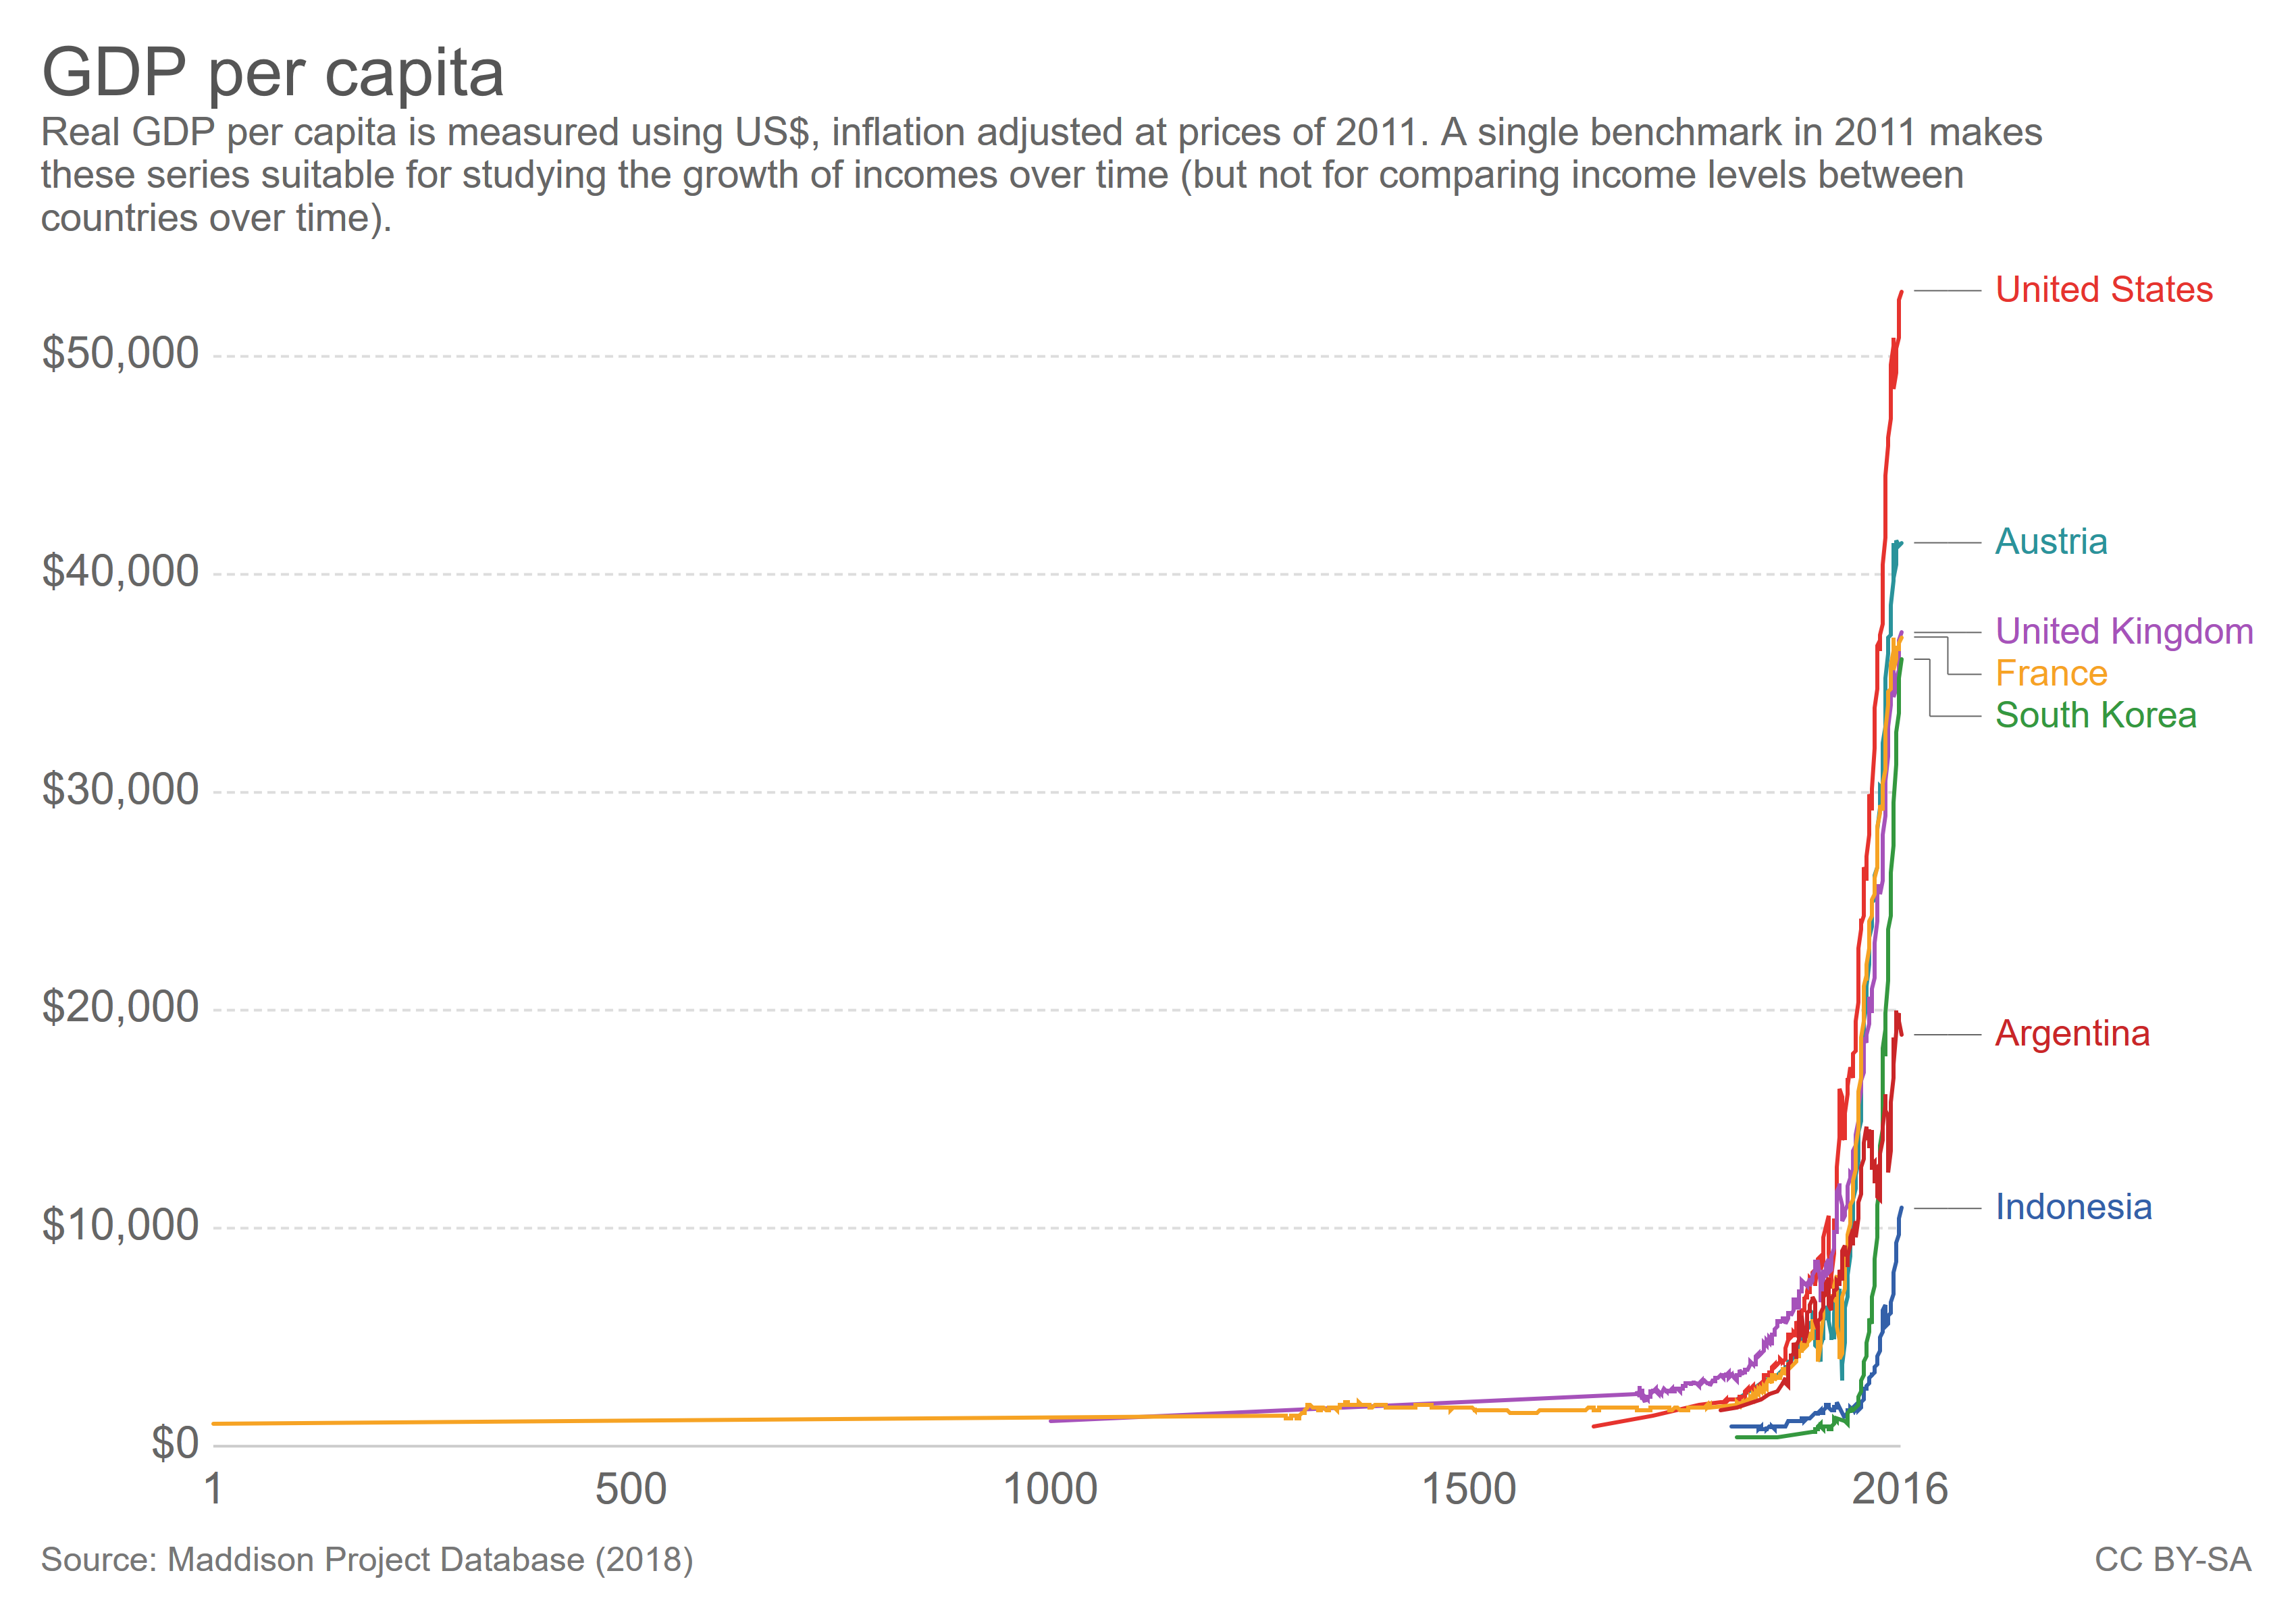 GDP per capita
Real GDP per capita is measured using US$, inflation adjusted at prices of 2011. A single benchmark in 2011 makes
these series suitable for studying the growth of incomes over time (but not for comparing income levels between
countries over time).
United States
$50,000
Austria
$40,000
United Kingdom
France
South Korea
$30,000
$20,000
Argentina
Indonesia
$10,000
$0
1 500 1000 1500 2016
Source: Maddison Project Database (2018) CC BY-SA